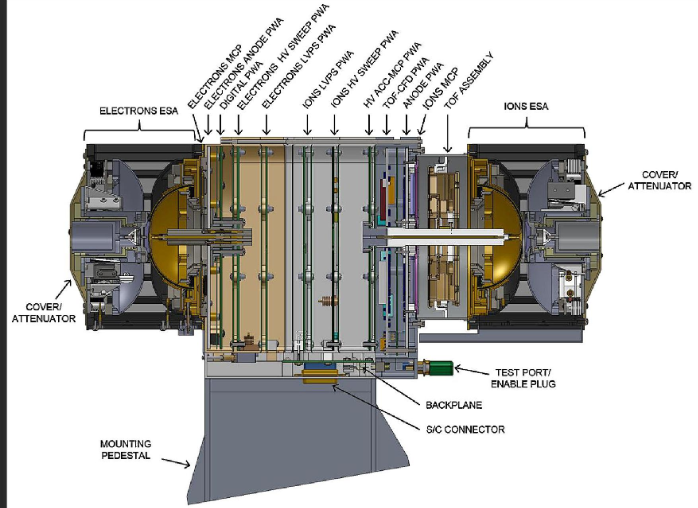 ELECTRONS MCP
ELECTRONS ANODE PWA
DIGITAL PWA
ELECTRONS HV SWEEP PWA
ELECTRONS LVPS PWA
IONS LVPS PWA
IONS HV SWEEP PWA
HV ACC-MCP PWA
TOF-CFD PWA
ANODE PWA
IONS MCP
TOF ASSEMBLY
ELECTRONS ESA
IONS ESA
COVER/
ATTENUATOR
COVER/
ATTENUATOR
TEST PORT/
ENABLE PLUG
BACKPLANE
S/C CONNECTOR
MOUNTING
PEDESTAL